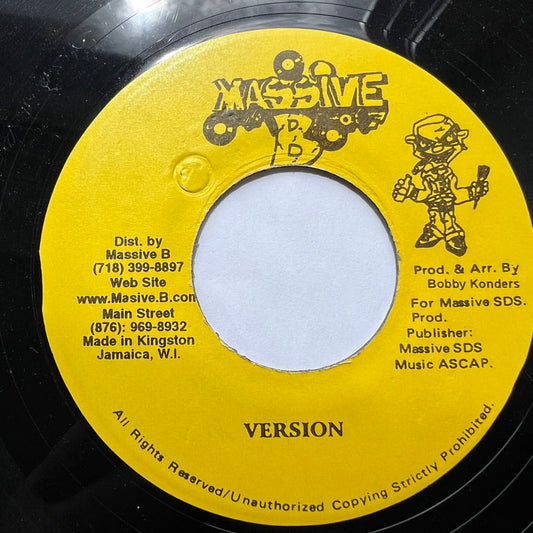 MASSIVE
B
Dist. by
Massive B
(718) 399-8897
Web Site
www.Masive.B.com
Main Street
(876): 969-8932
Made in Kingston
Jamaica, W.I.
Prod. & Arr. By
Bobby Konders
For Massive SDS.
Prod.
Publisher:
Massive SDS
Music ASCAP.
VERSION
All Rights Reserved/Unauthorized Copying Strictly Prohibited.